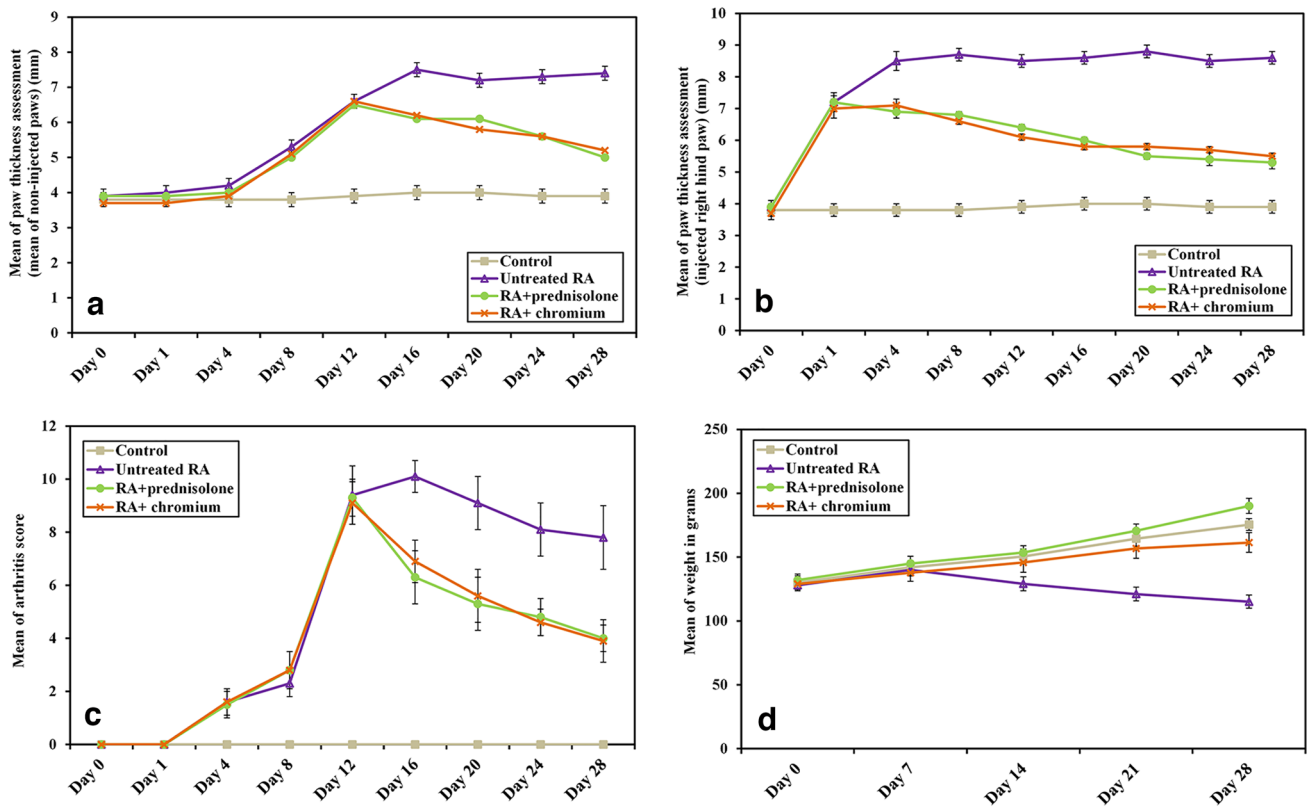 Mean of paw thickness assessment
(mean of non-injected paws) (mm)
9
8
7
6
5
4
3
2
1
0
a
Control
Untreated RA
RA+prednisolone
RA+ chromium
Day 0
Day 1
Day 4
Day 8
Day 12
Day 16
Day 20
Day 24
Day 28
Mean of paw thickness assessment
(injected right hind paw) (mm)
10
9
8
7
6
5
4
3
2
1
0
b
Control
Untreated RA
RA+prednisolone
RA+ chromium
Day 0
Day 1
Day 4
Day 8
Day 12
Day 16
Day 20
Day 24
Day 28
Mean of arthritis score
12
10
8
6
4
2
0
Control
Untreated RA
RA+prednisolone
RA+ chromium
c
Day 0
Day 1
Day 4
Day 8
Day 12
Day 16
Day 20
Day 24
Day 28
Mean of weight in grams
250
200
150
100
50
0
Control
Untreated RA
RA+prednisolone
RA+ chromium
d
Day 0
Day 7
Day 14
Day 21
Day 28